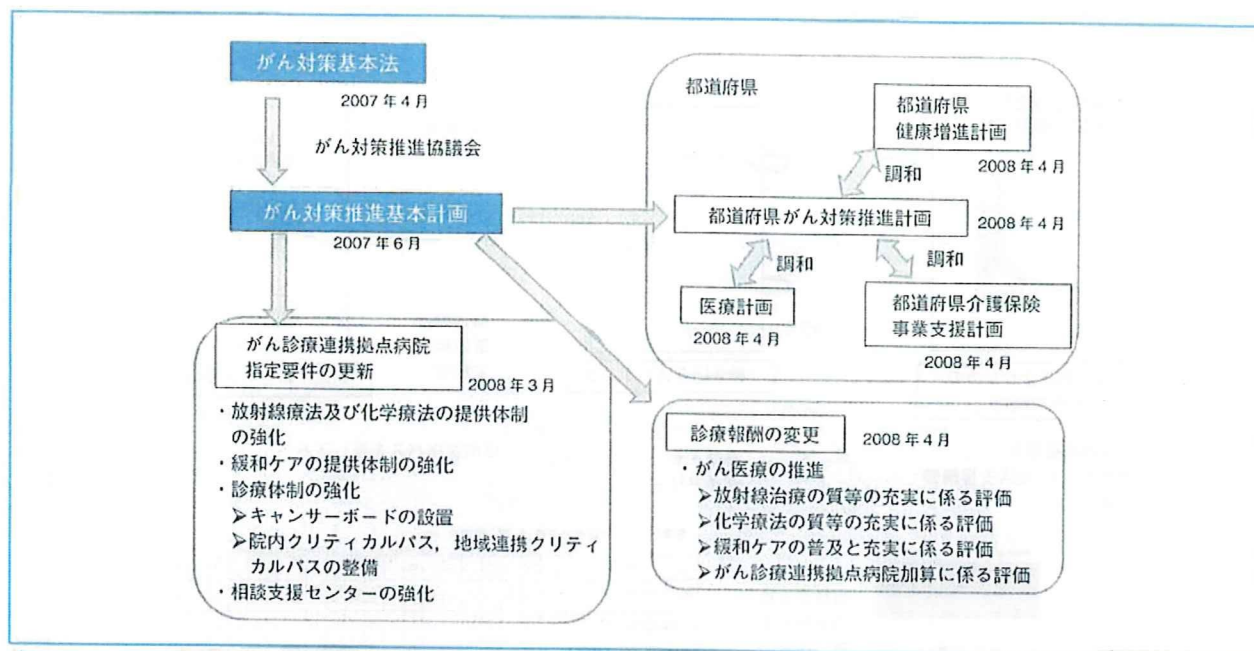 がん対策基本法
2007年4月
がん対策推進協議会
がん対策推進基本計画
2007年6月
がん診療連携拠点病院
指定要件の更新
2008年3月
・放射線療法及び化学療法の提供体制
の強化
・緩和ケアの提供体制の強化
・診療体制の強化
➢キャンサーボードの設置
➢院内クリティカルパス，地域連携クリティ
カルパスの整備
・相談支援センターの強化
都道府県
都道府県
健康増進計画
2008年4月
調和
都道府県がん対策推進計画
2008年4月
調和
調和
医療計画
2008年4月
都道府県介護保険
事業支援計画
2008年4月
診療報酬の変更
2008年4月
・がん医療の推進
➢放射線治療の質等の充実に係る評価
➢化学療法の質等の充実に係る評価
➢緩和ケアの普及と充実に係る評価
➢がん診療連携拠点病院加算に係る評価